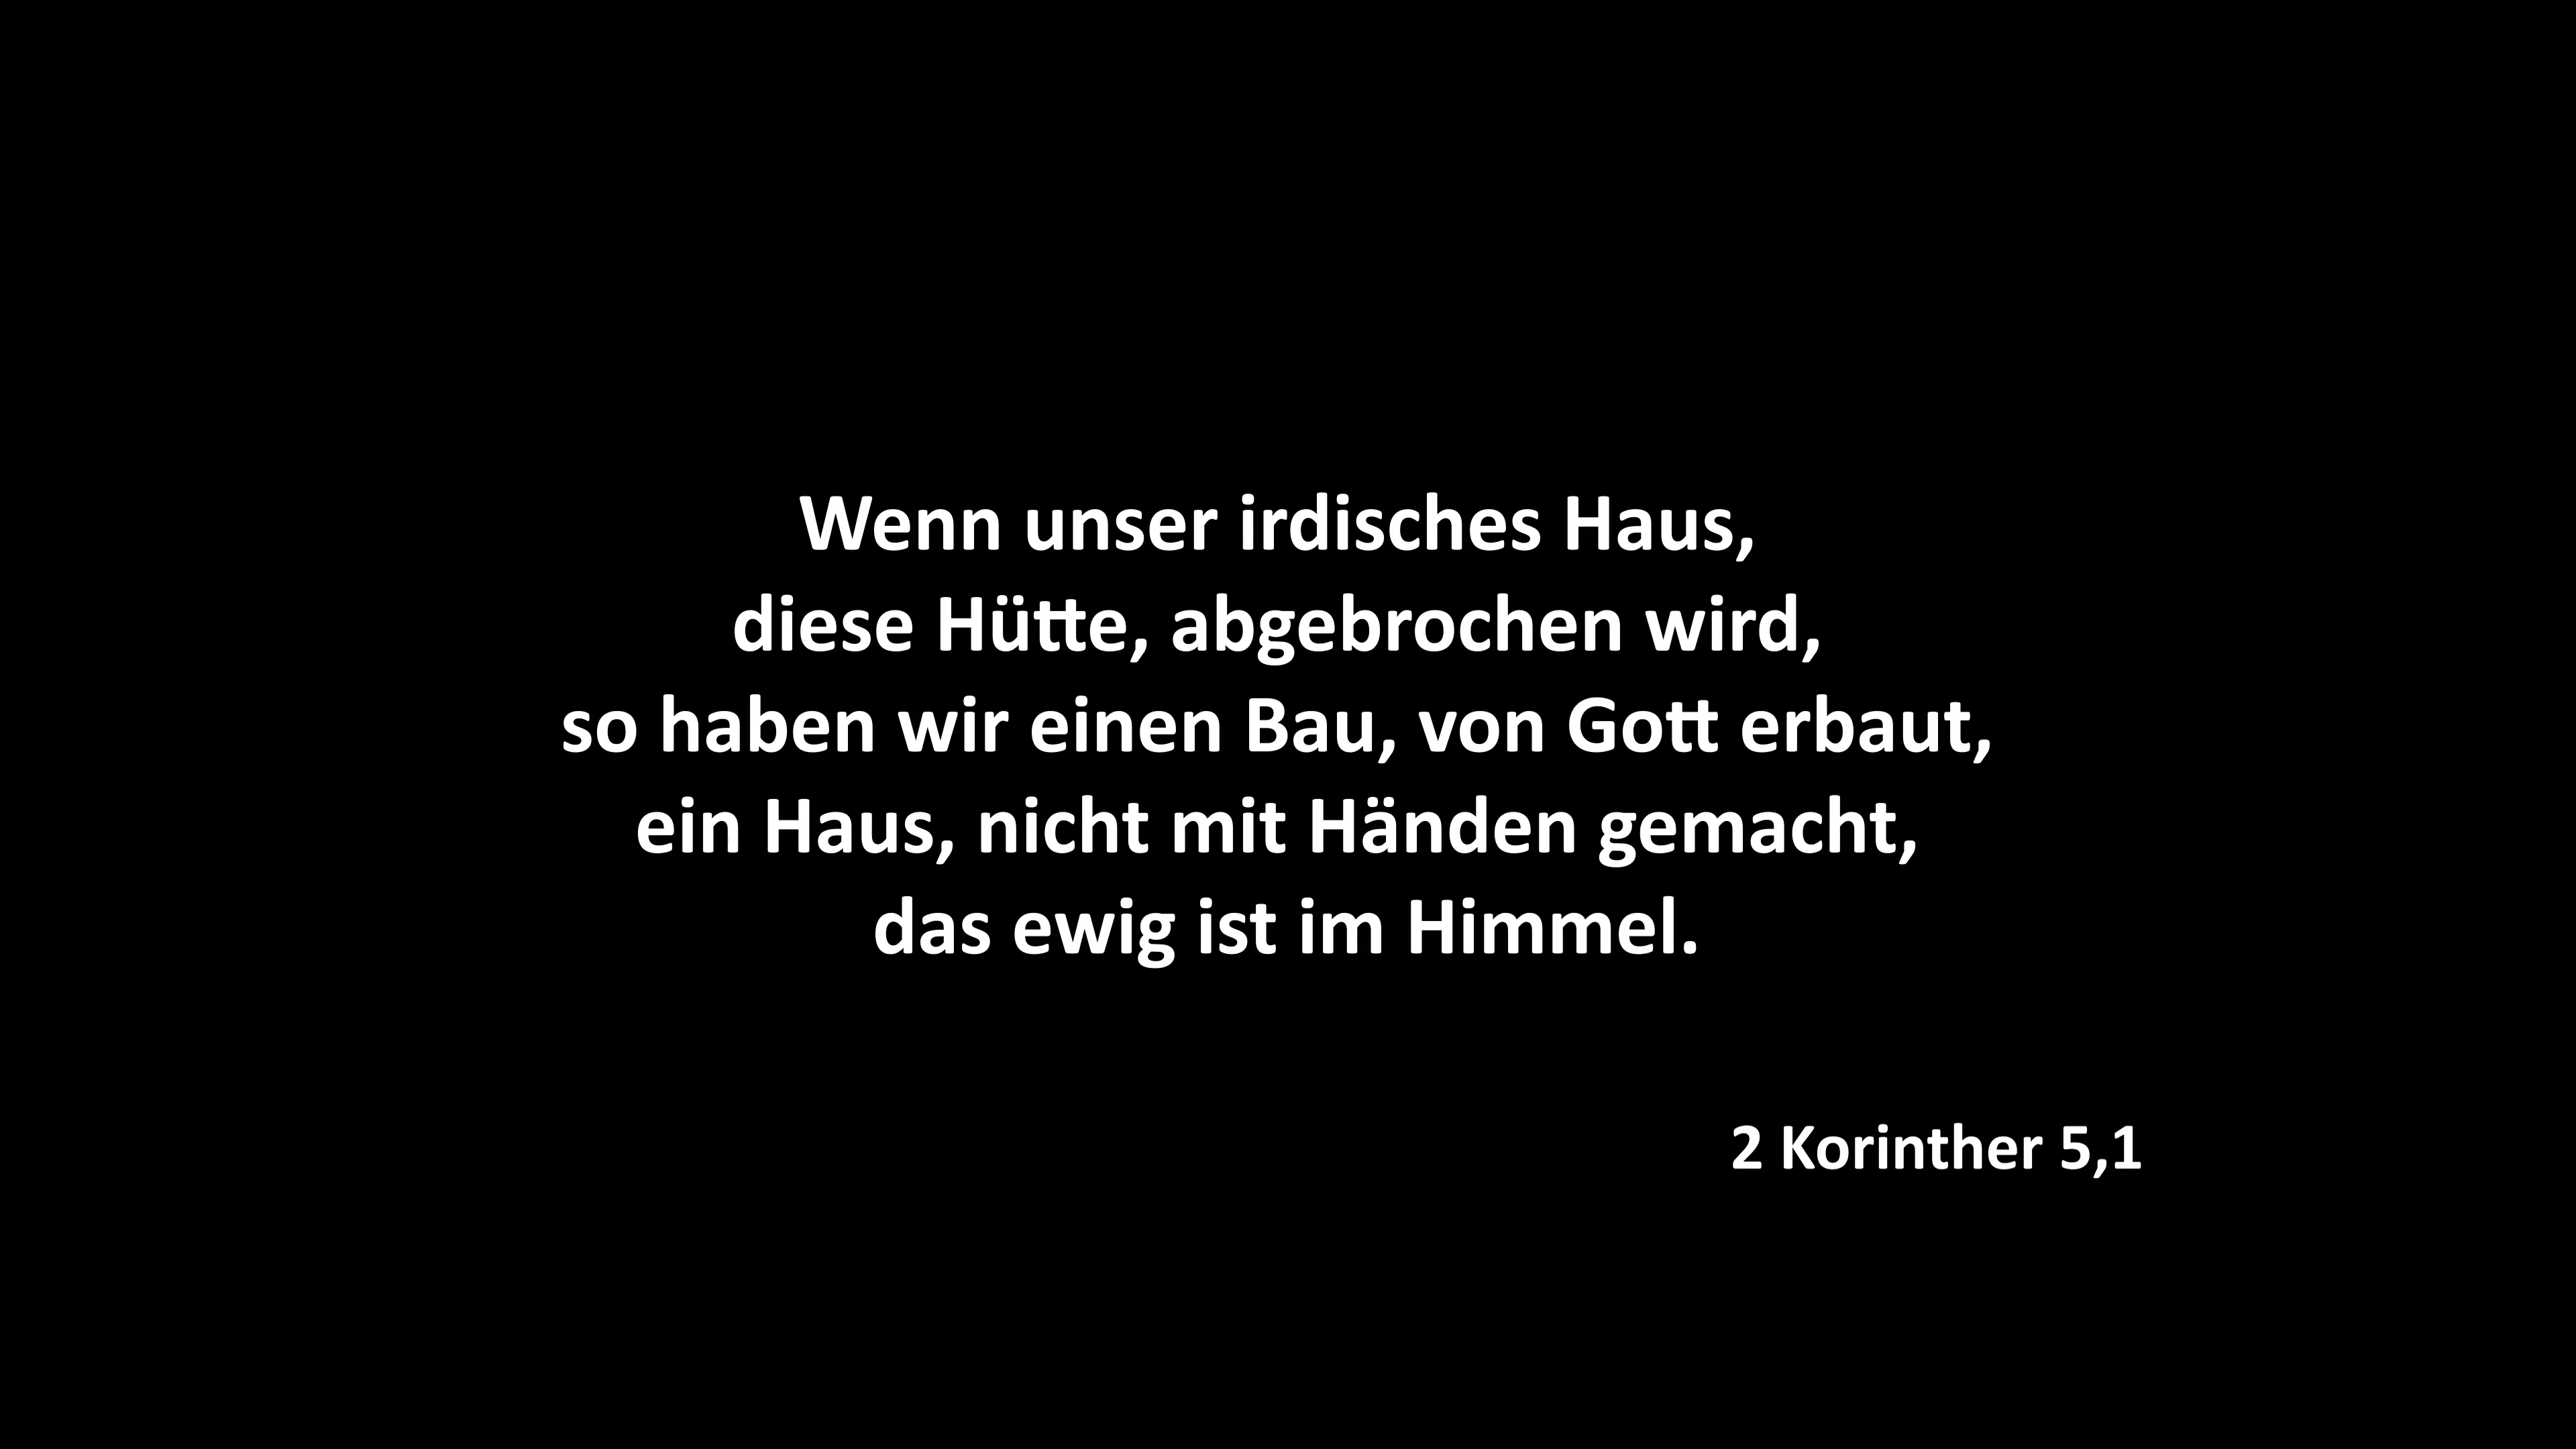 Wenn unser irdisches Haus,
diese Hütte, abgebrochen wird,
so haben wir einen Bau, von Gott erbaut,
ein Haus, nicht mit Händen gemacht,
das ewig ist im Himmel.
2 Korinther 5,1